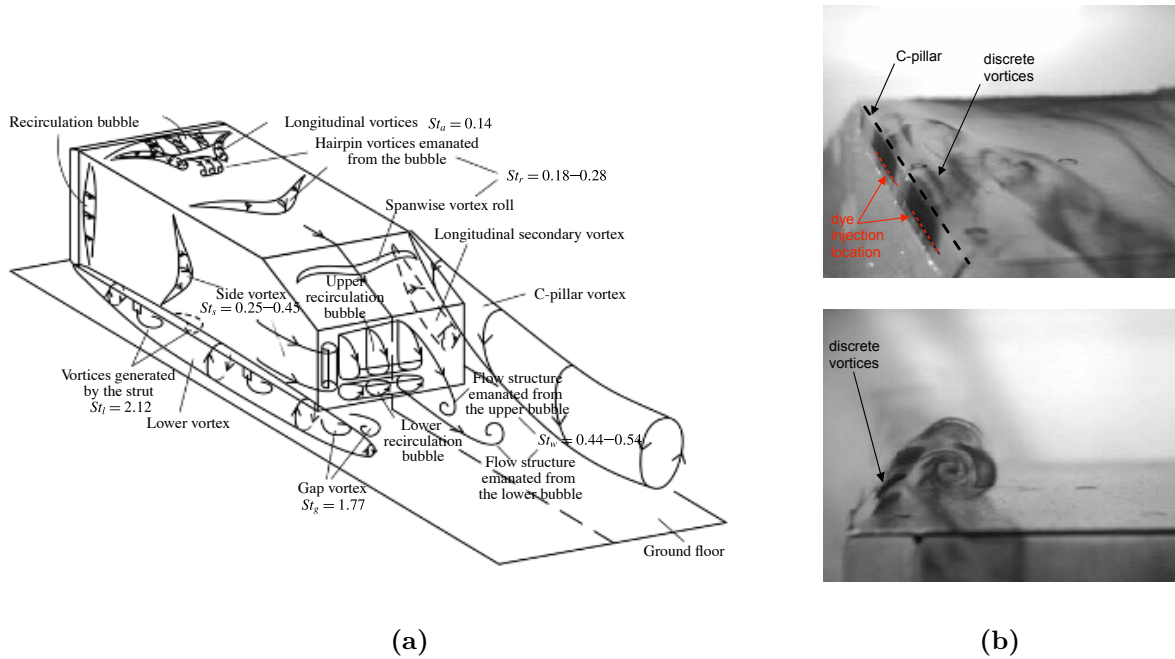 Recirculation bubble
Longitudinal vortices St_a = 0.14
Hairpin vortices emanated
from the bubble
St_r = 0.18–0.28
Spanwise vortex roll
Longitudinal secondary vortex
Upper
recirculation
bubble
C-pillar vortex
Side vortex
St_s = 0.25–0.45
Vortices generated
by the strut
St_l = 2.12
Lower vortex
Flow structure
emanated from
the upper bubble
Lower
recirculation
bubble
St_w = 0.44–0.54
Flow structure
emanated from
the lower bubble
Gap vortex
St_g = 1.77
Ground floor
(a)
C-pillar
discrete
vortices
dye
Injection
location
discrete
vortices
(b)